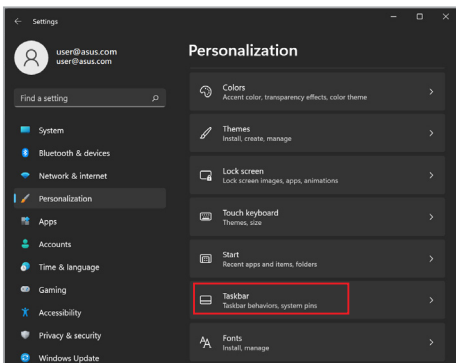 Settings
user@asus.com
user@asus.com
Find a setting
System
Bluetooth & devices
Network & internet
Personalization
Apps
Accounts
Time & language
Gaming
Accessibility
Privacy & security
Windows Update
Personalization
Colors
Accent color, transparency effects, color theme
Themes
Install, create, manage
Lock screen
Lock screen images, apps, animations
Touch keyboard
Themes, size
Start
Recent apps and items, folders
Taskbar
Taskbar behaviors, system pins
Fonts
Install, manage